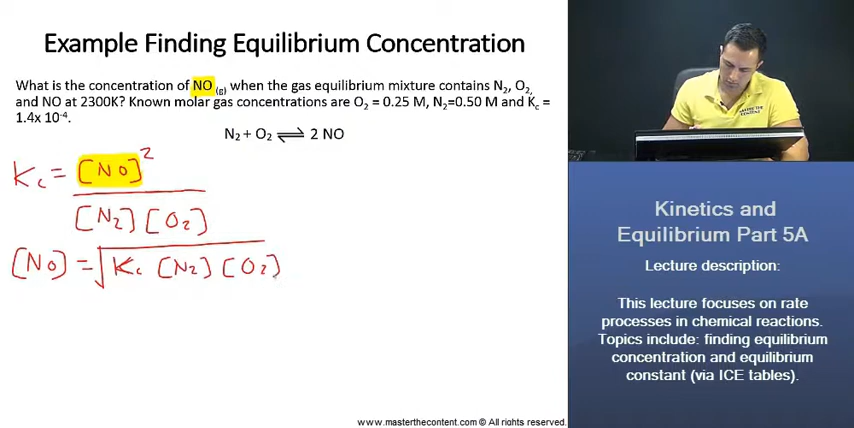 Example Finding Equilibrium Concentration
What is the concentration of NO (g) when the gas equilibrium mixture contains N2, O2,
and NO at 2300K? Known molar gas concentrations are O2 = 0.25 M, N2=0.50 M and Kc =
1.4x 10-4.
N2 + O2 ⇌ 2 NO
Kc = [NO]2
[N2] [O2]
[NO] = √Kc [N2] [O2]
MASTER THE
CONTENT
Kinetics and
Equilibrium Part 5A
Lecture description:
This lecture focuses on rate
processes in chemical reactions.
Topics include: finding equilibrium
concentration and equilibrium
constant (via ICE tables).
www.masterthecontent.com © All rights reserved.